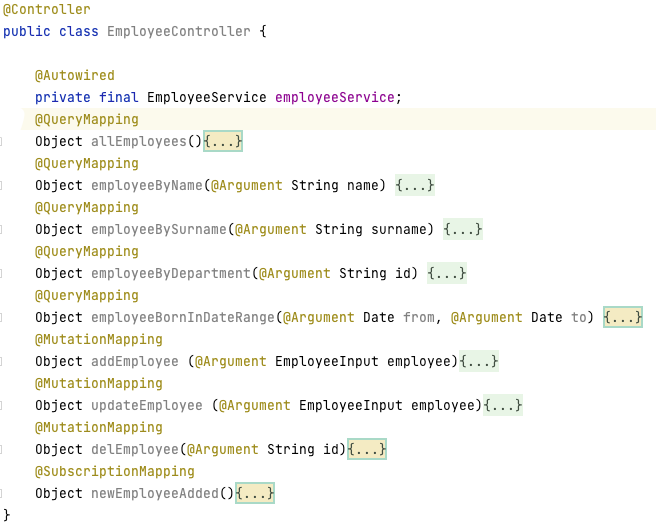 @Controller
public class EmployeeController {
@Autowired
private final EmployeeService employeeService;
@QueryMapping
Object allEmployees(){...}
@QueryMapping
Object employeeByName(@Argument String name) {...}
@QueryMapping
Object employeeBySurname(@Argument String surname) {...}
@QueryMapping
Object employeeByDepartment(@Argument String id) {...}
@QueryMapping
Object employeeBornInDateRange(@Argument Date from, @Argument Date to) {...}
@MutationMapping
Object addEmployee (@Argument EmployeeInput employee){...}
@MutationMapping
Object updateEmployee (@Argument EmployeeInput employee){...}
@MutationMapping
Object delEmployee(@Argument String id){...}
@SubscriptionMapping
Object newEmployeeAdded(){...}
}